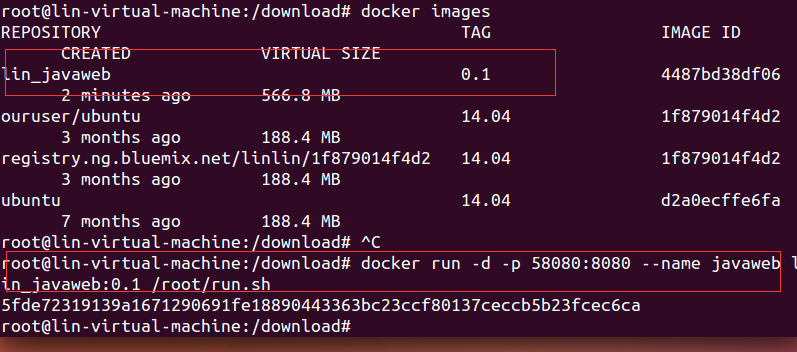 root@lin-virtual-machine:/download# docker images
REPOSITORY TAG IMAGE ID
CREATED VIRTUAL SIZE
lin_javaweb 0.1 4487bd38df06
2 minutes ago 566.8 MB
ouruser/ubuntu 14.04 1f879014f4d2
3 months ago 188.4 MB
registry.ng.bluemix.net/linlin/1f879014f4d2 14.04 1f879014f4d2
3 months ago 188.4 MB
ubuntu 14.04 d2a0ecffe6fa
7 months ago 188.4 MB
root@lin-virtual-machine:/download# ^C
root@lin-virtual-machine:/download# docker run -d -p 58080:8080 --name javaweb l
in_javaweb:0.1 /root/run.sh
5fde72319139a1671290691fe18890443363bc23ccf80137ceccb5b23fcec6ca
root@lin-virtual-machine:/download#